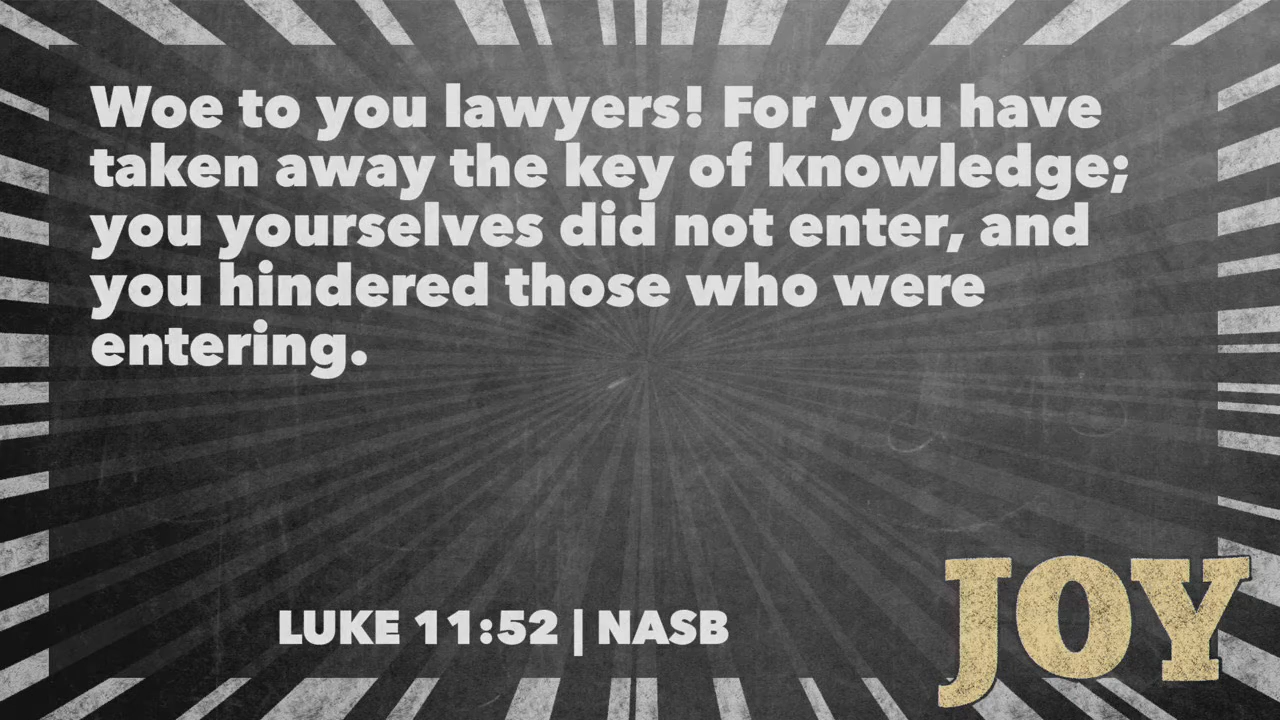 Woe to you lawyers! For you have
taken away the key of knowledge;
you yourselves did not enter, and
you hindered those who were
entering.
LUKE 11:52 | NASB
JOY